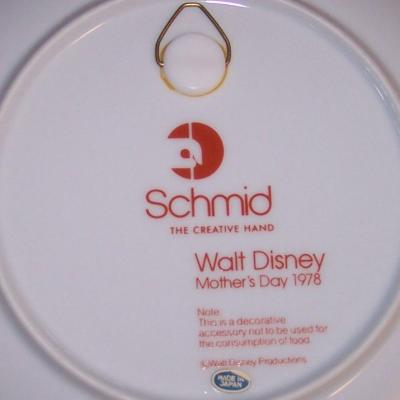 Schmid
THE CREATIVE HAND
Walt Disney
Mother's Day 1978
Note
This is a decorative
accessory not to be used for
the consumption of food.
© Walt Disney Productions
MADE IN
JAPAN